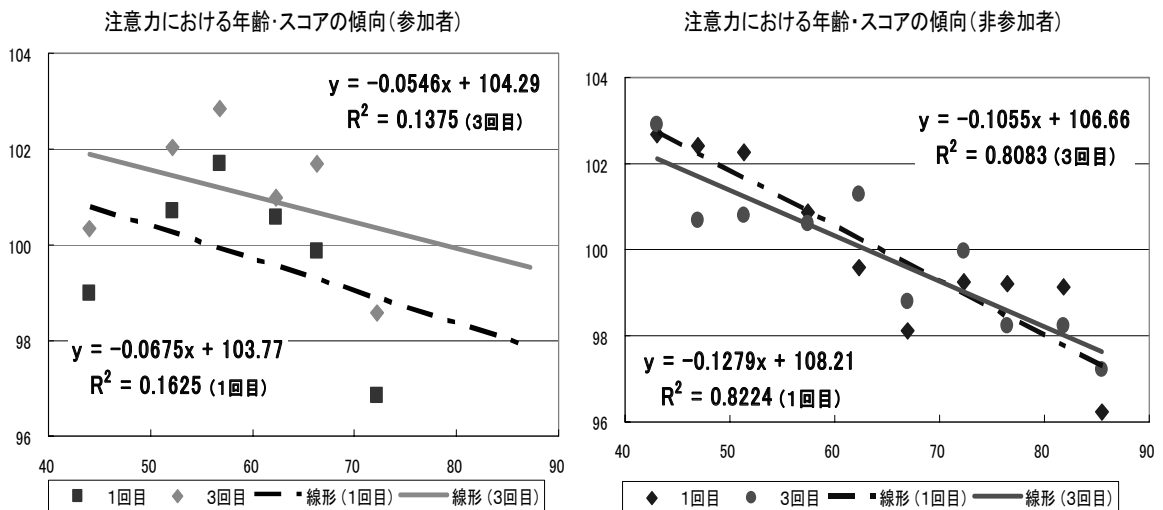 注意力における年齢・スコアの傾向(参加者)
104
102
100
98
96
40
50
60
70
80
90
y = -0.0546x + 104.29
R² = 0.1375 (3回目)
y = -0.0675x + 103.77
R² = 0.1625 (1回目)
1回目 3回目 線形(1回目) 線形(3回目)
注意力における年齢・スコアの傾向(非参加者)
104
102
100
98
96
40
50
60
70
80
90
y = -0.1055x + 106.66
R² = 0.8083 (3回目)
y = -0.1279x + 108.21
R² = 0.8224 (1回目)
1回目 3回目 線形(1回目) 線形(3回目)